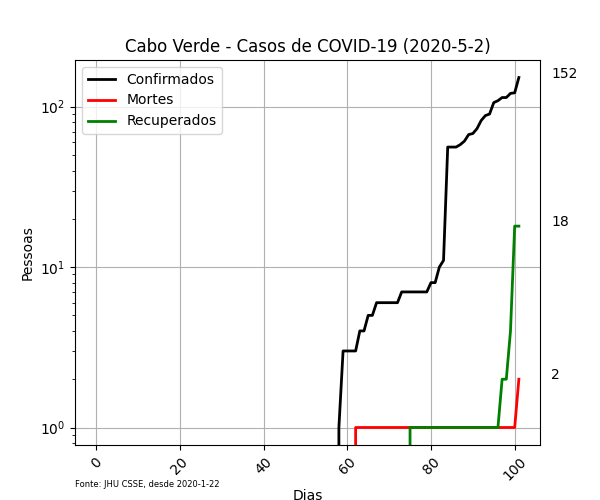 Cabo Verde - Casos de COVID-19 (2020-5-2)
Confirmados
Mortes
Recuperados
152
18
2
Pessoas
10²
10¹
10⁰
0
20
40
60
80
100
Fonte: JHU CSSE, desde 2020-1-22
Dias